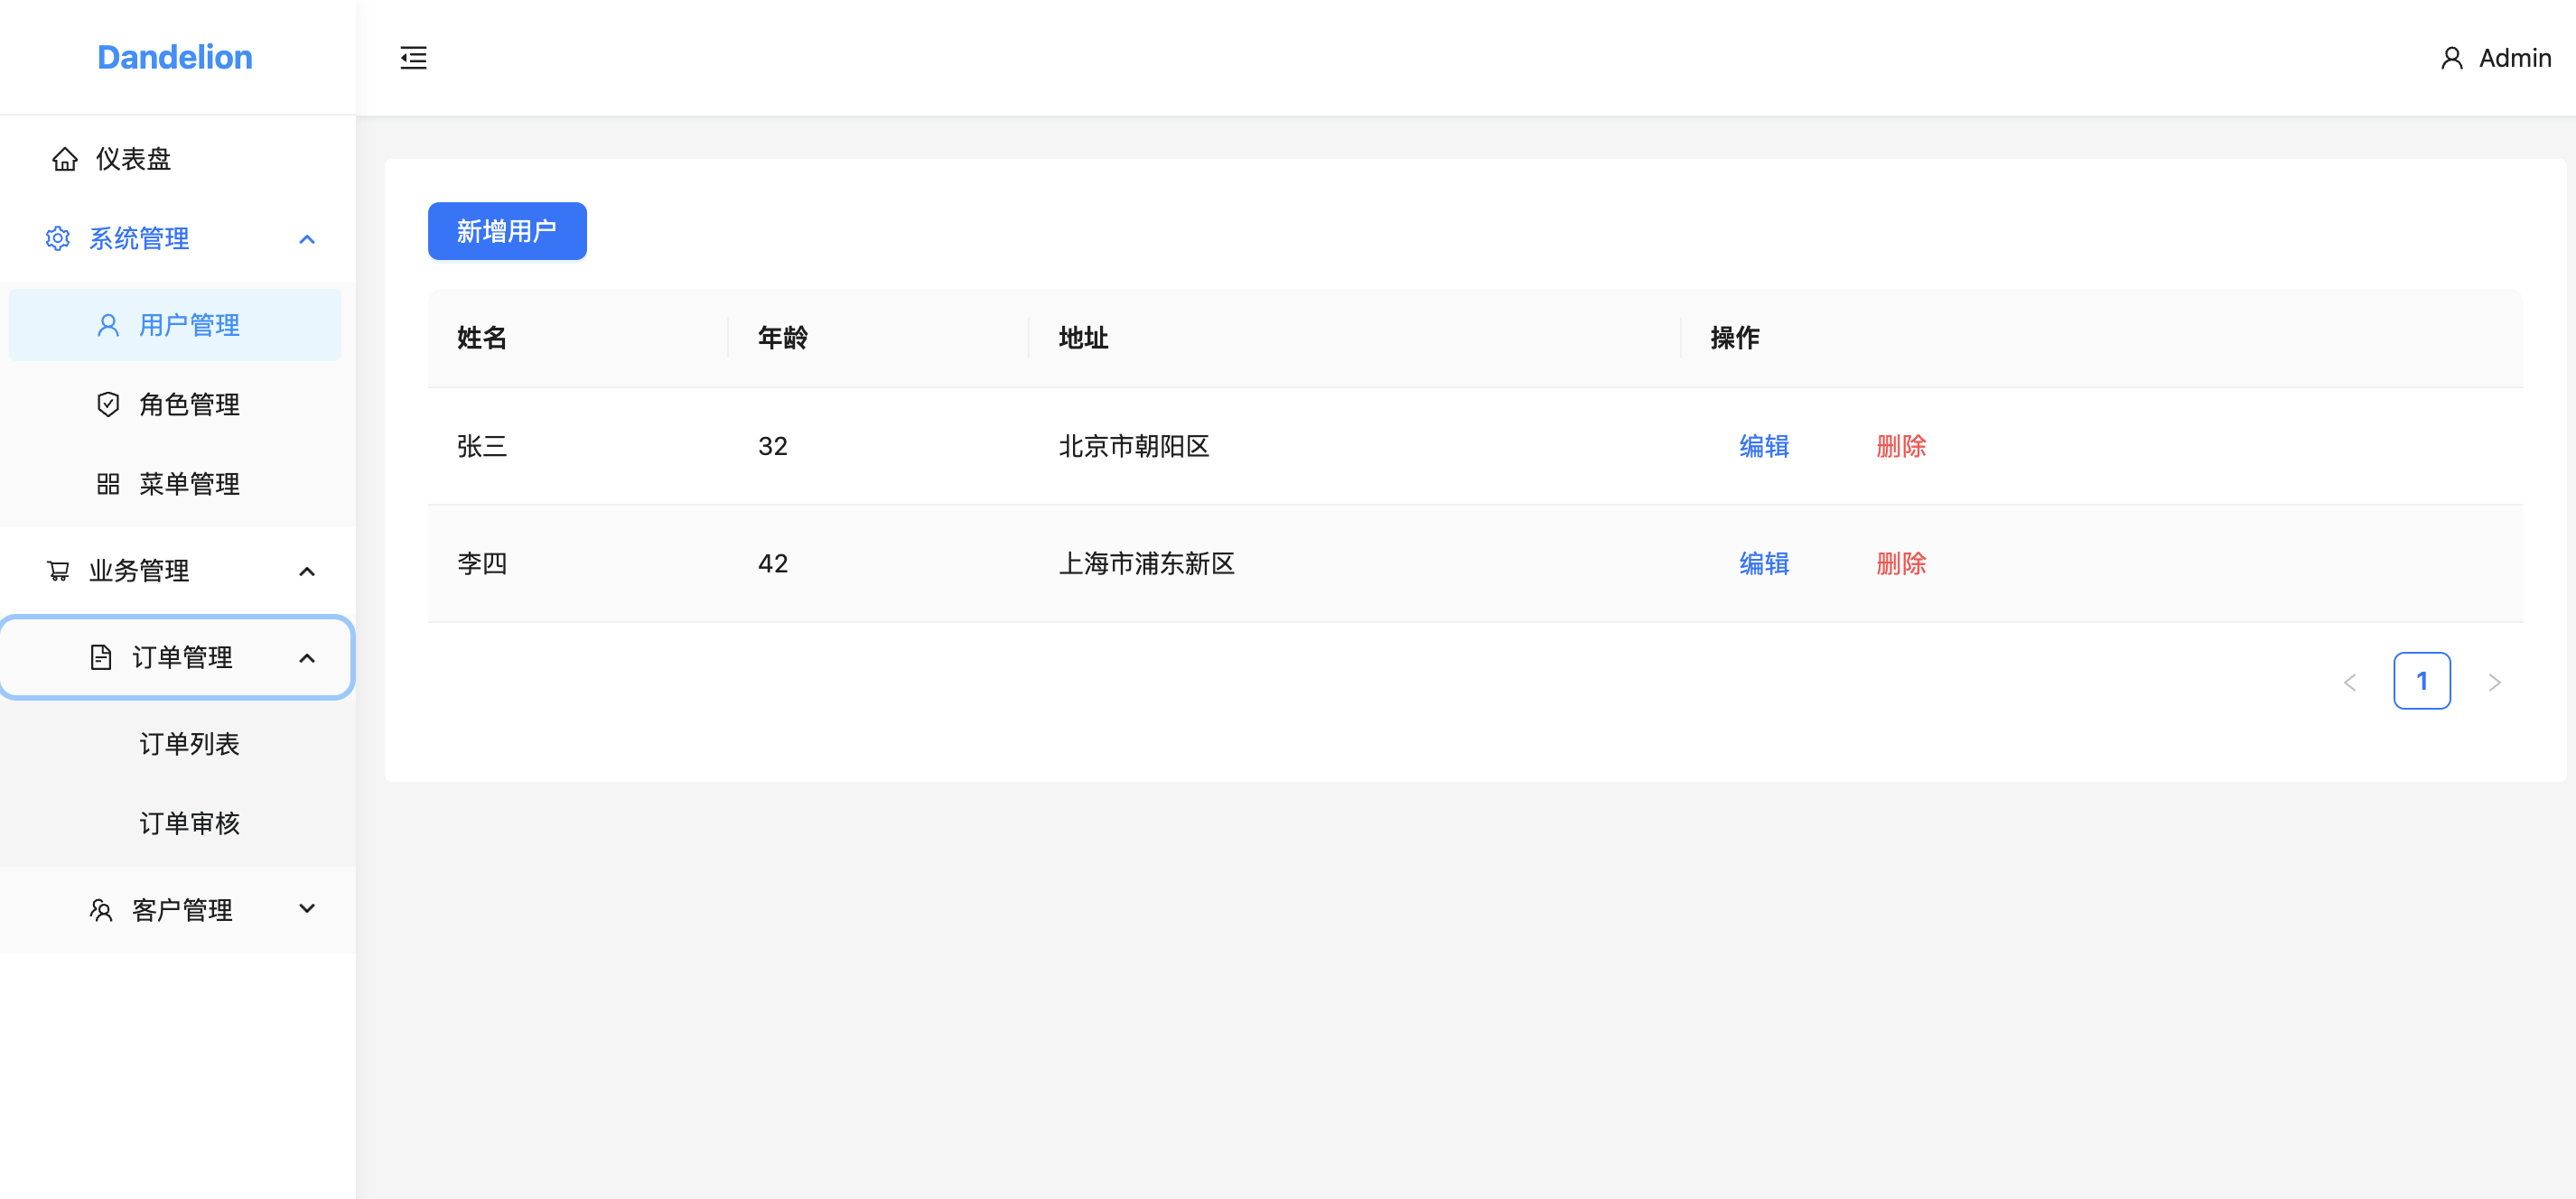 Dandelion
Admin
仪表盘
系统管理
用户管理
角色管理
菜单管理
业务管理
订单管理
订单列表
订单审核
客户管理
新增用户
姓名 年龄 地址 操作
张三 32 北京市朝阳区 编辑 删除
李四 42 上海市浦东新区 编辑 删除
1